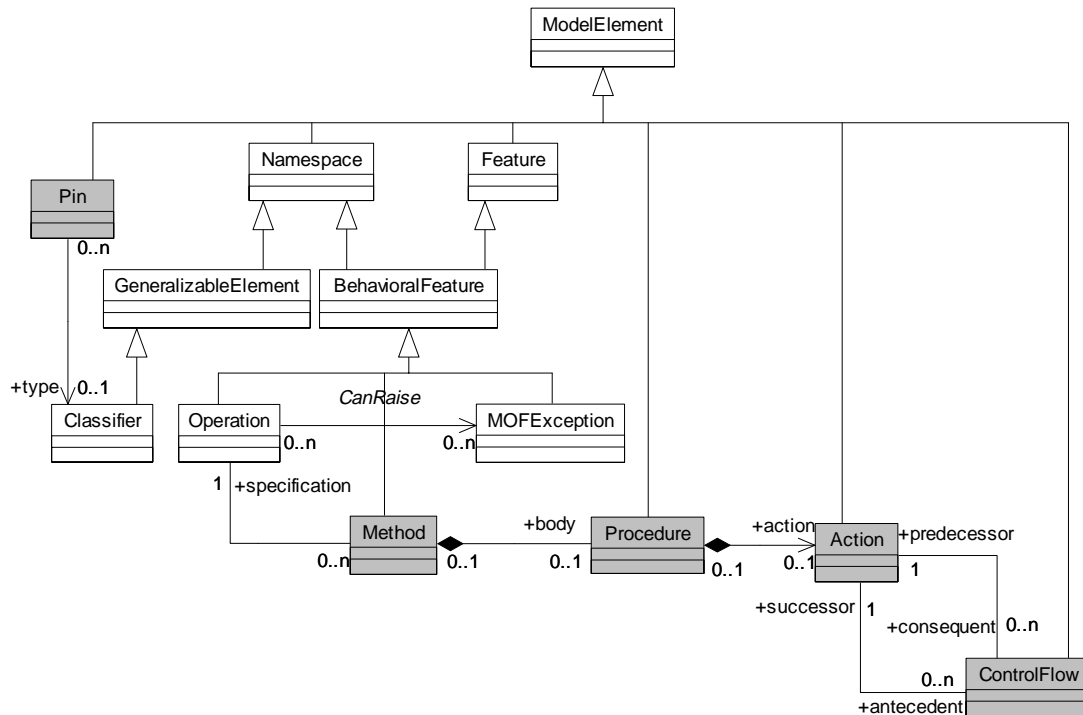 ModelElement
Namespace
Feature
Pin
0..n
GeneralizableElement
BehavioralFeature
+type
0..1
CanRaise
Classifier
Operation
MOFException
0..n
0..n
1
+specification
Method
+body
Procedure
+action
Action
+predecessor
0..n
0..1
0..1
0..1
0..1
1
+successor
1
+consequent
0..n
0..n
ControlFlow
+antecedent